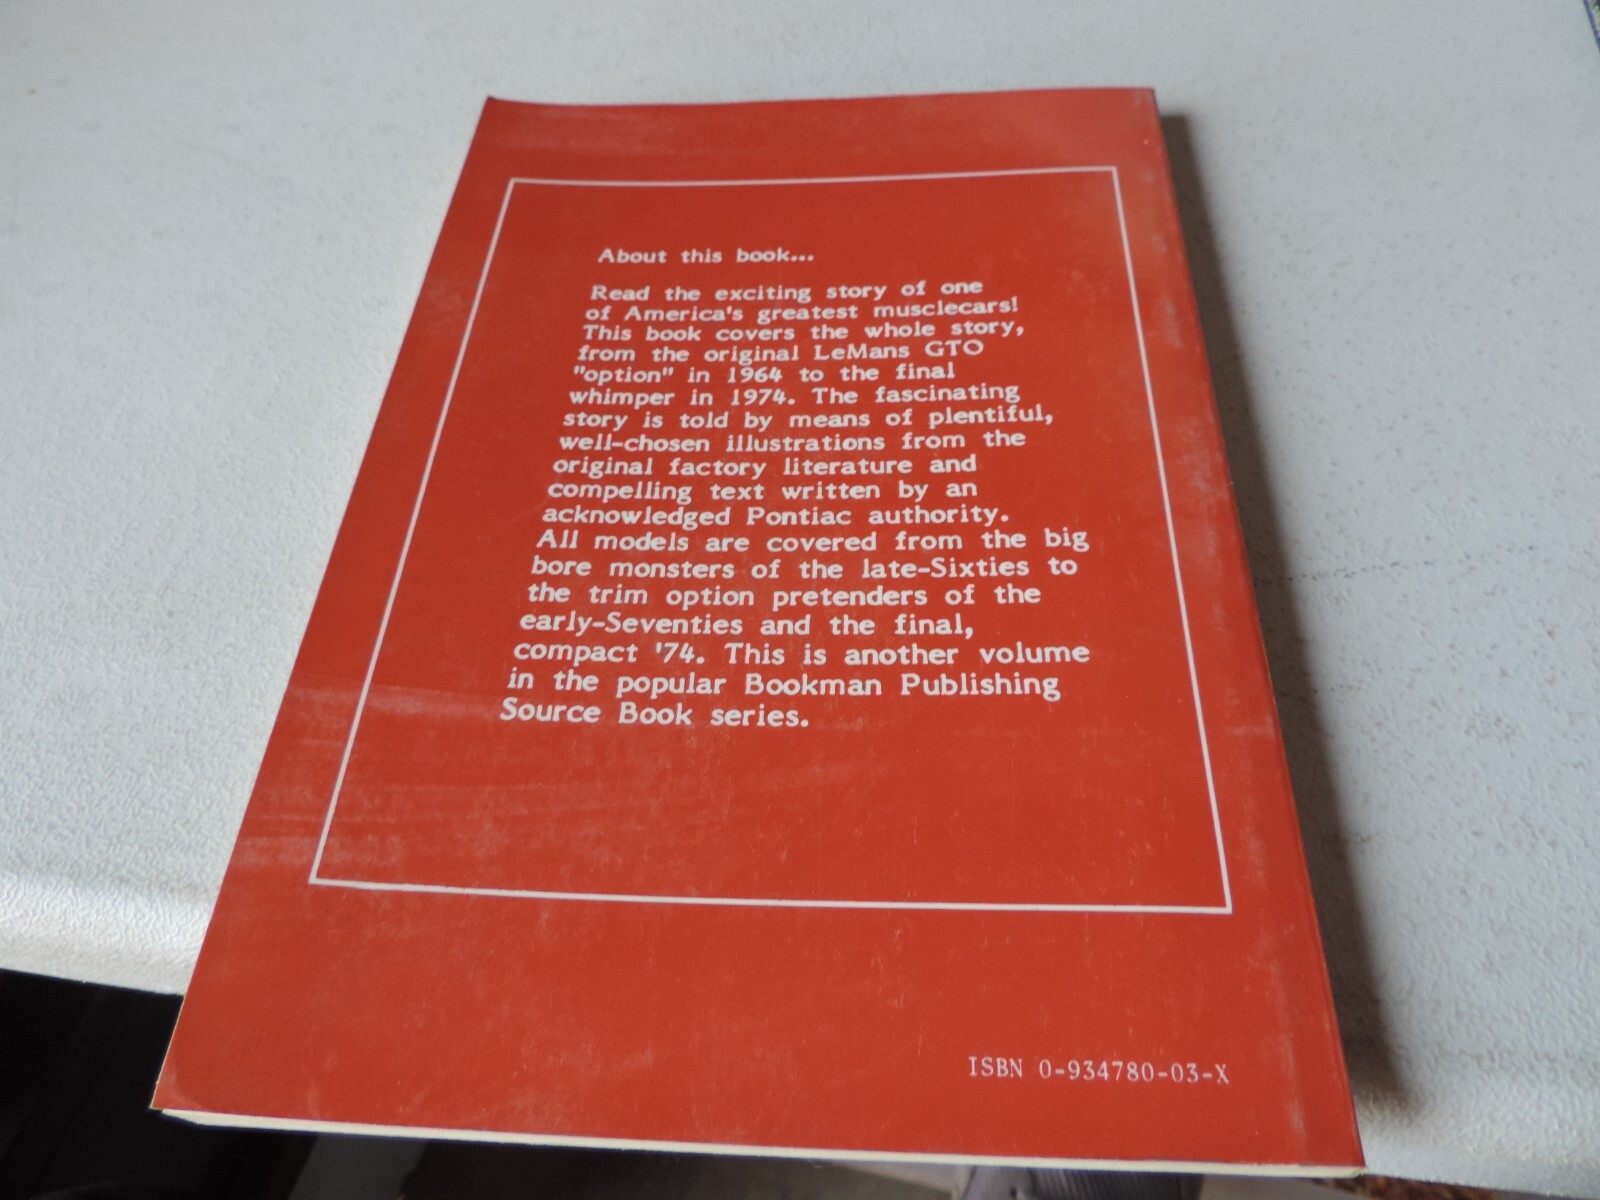 About this book...
Read the exciting story of one
of America's greatest musclecars!
This book covers the whole story,
from the original LeMans GTO
"option" in 1964 to the final
whimper in 1974. The fascinating
story is told by means of plentiful,
well-chosen illustrations from the
original factory literature and
compelling text written by an
acknowledged Pontiac authority.
All models are covered from the big
bore monsters of the late-Sixties to
the trim option pretenders of the
early-Seventies and the final,
compact '74. This is another volume
in the popular Bookman Publishing
Source Book series.
ISBN 0-934780-03-X